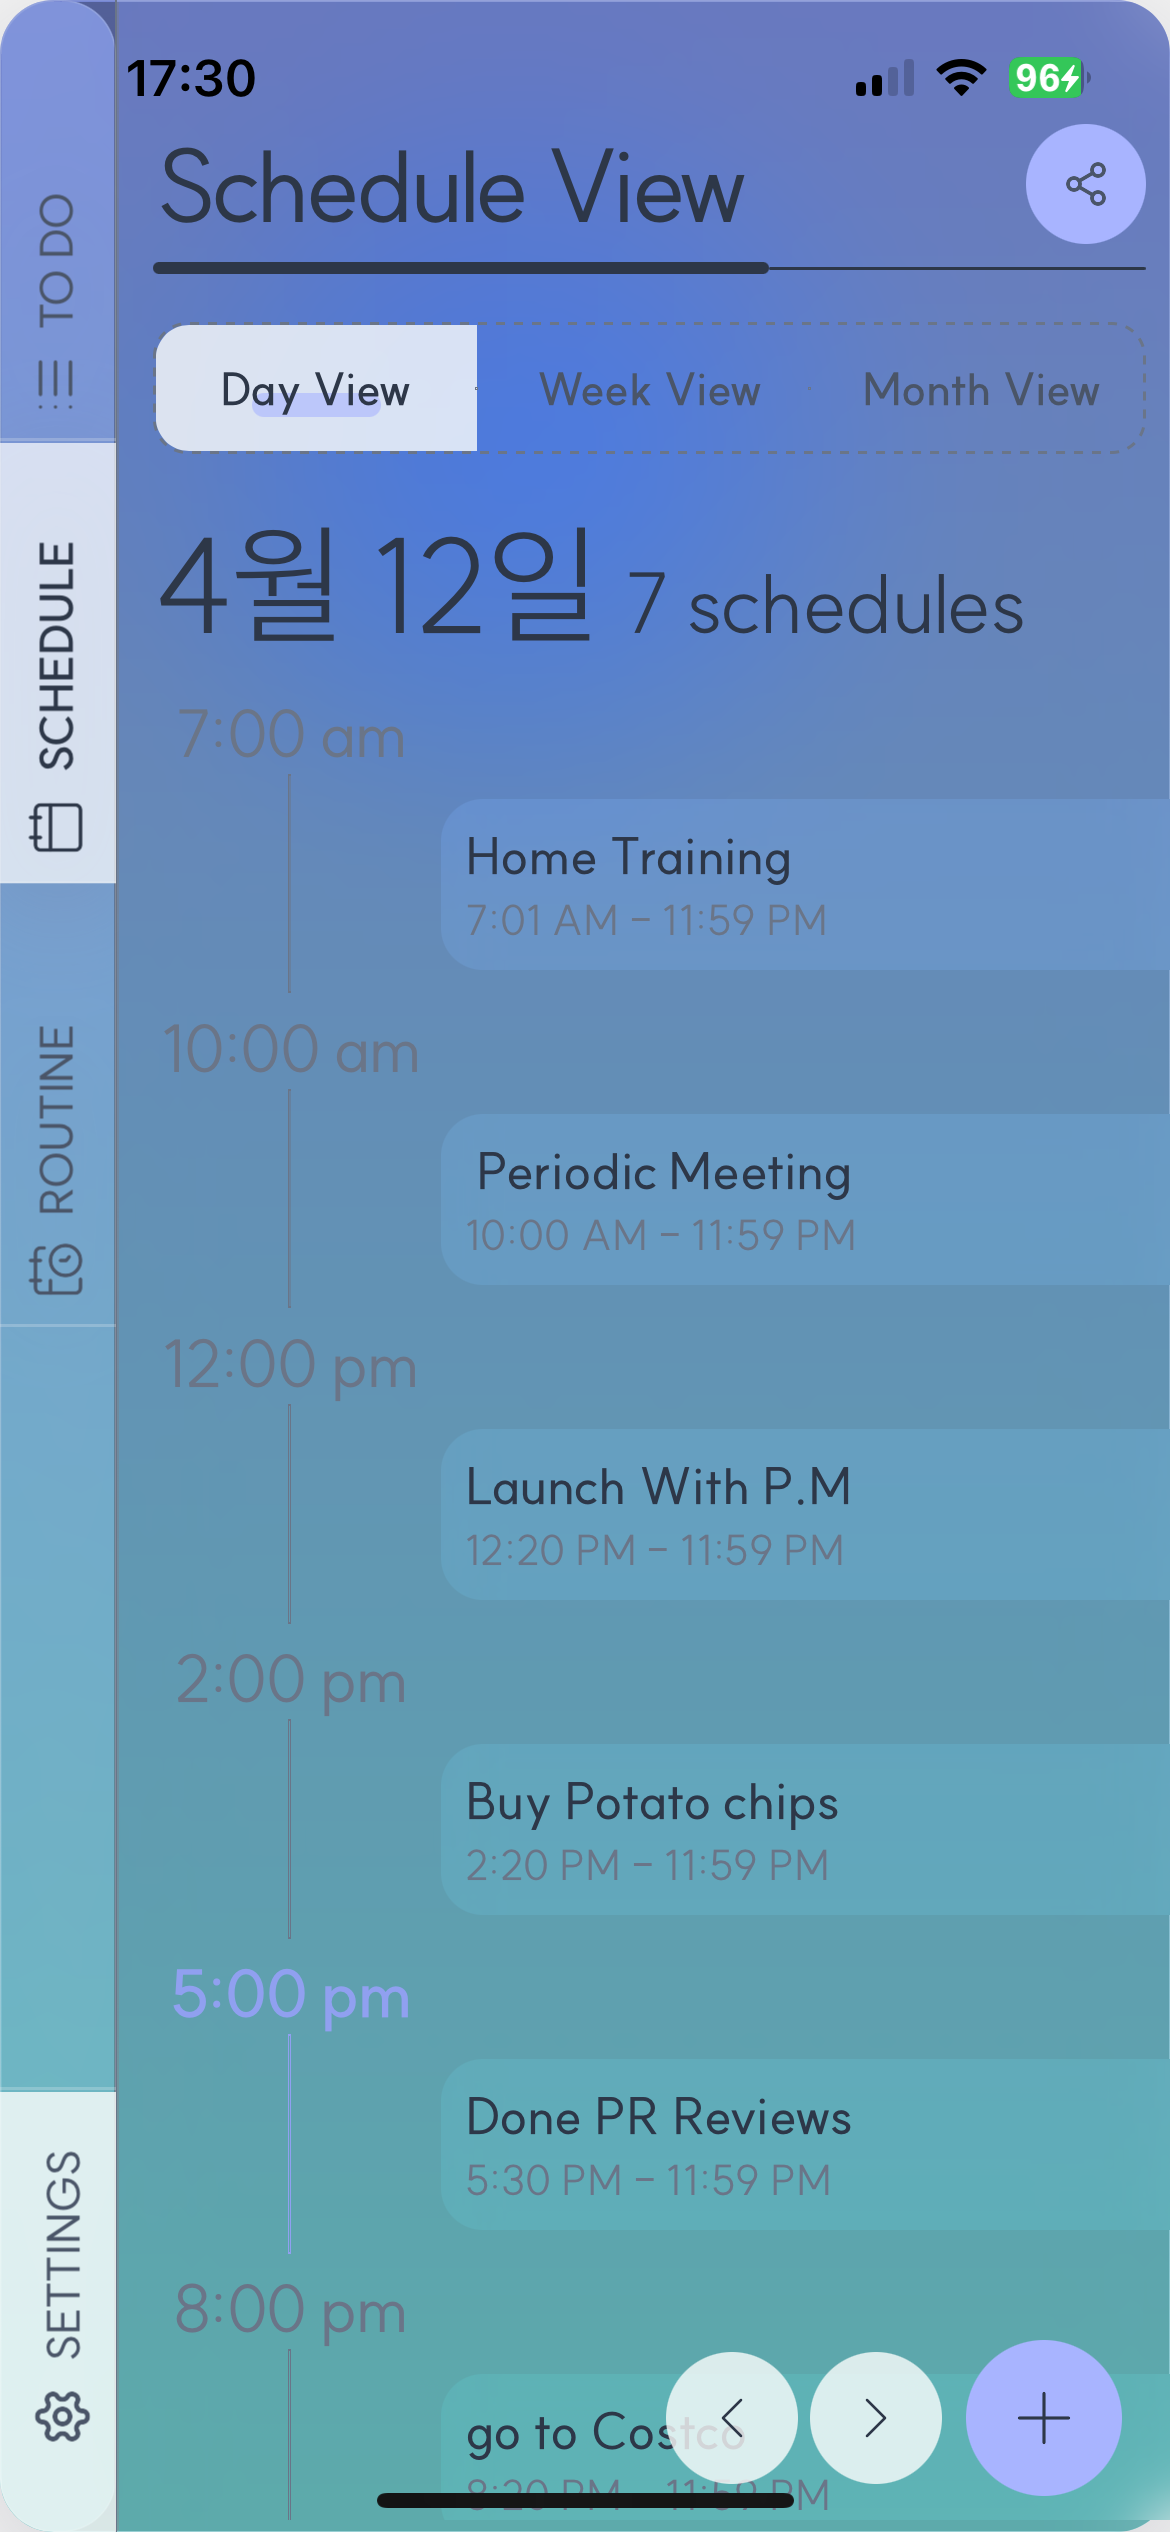 17:30
96
Schedule View
Day View
Week View
Month View
4월 12일 7 schedules
7:00 am
Home Training
7:01 AM – 11:59 PM
10:00 am
Periodic Meeting
10:00 AM – 11:59 PM
12:00 pm
Launch With P.M
12:20 PM – 11:59 PM
2:00 pm
Buy Potato chips
2:20 PM – 11:59 PM
5:00 pm
Done PR Reviews
5:30 PM – 11:59 PM
8:00 pm
go to Costco
8:20 PM – 11:59 PM
TO DO
SCHEDULE
ROUTINE
SETTINGS